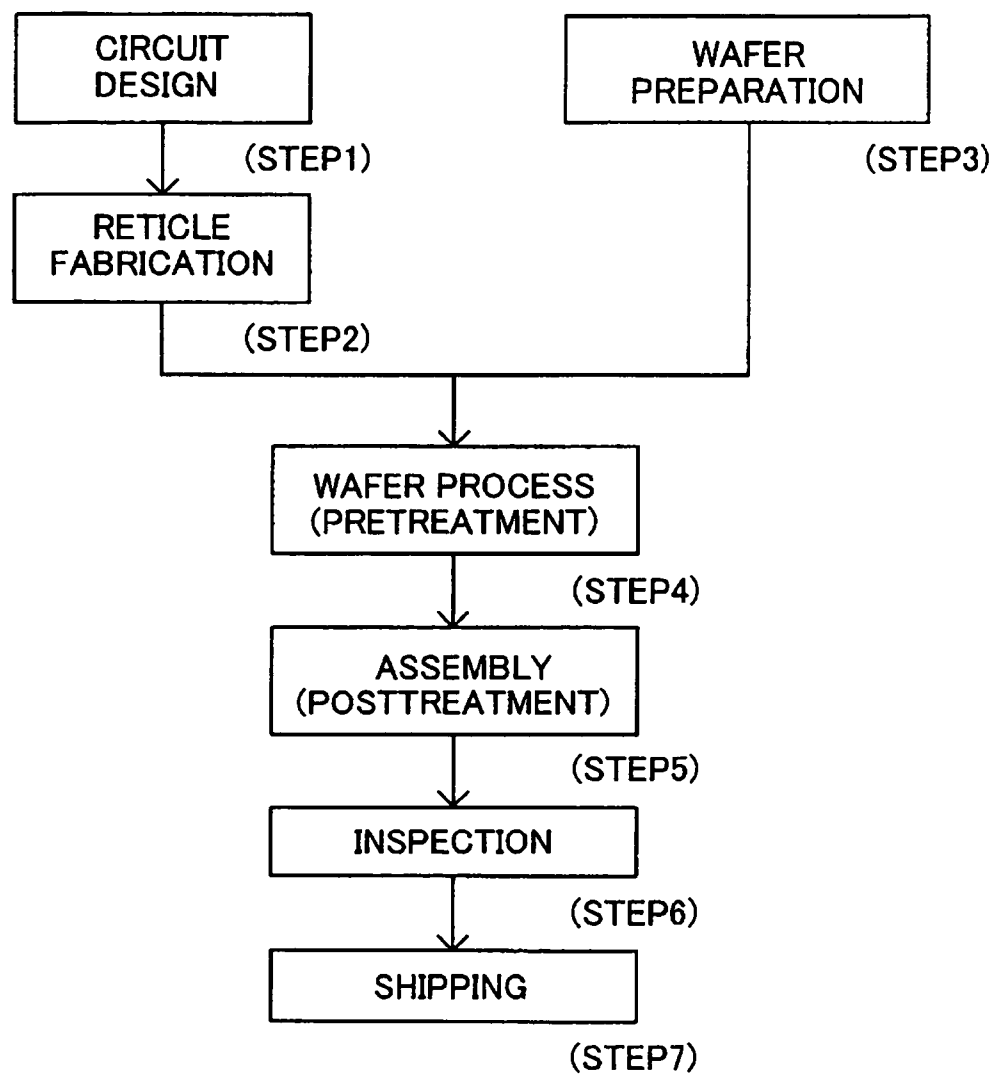 CIRCUIT
DESIGN
(STEP1)
RETICLE
FABRICATION
(STEP2)
WAFER
PREPARATION
(STEP3)
WAFER PROCESS
(PRETREATMENT)
(STEP4)
ASSEMBLY
(POSTTREATMENT)
(STEP5)
INSPECTION
(STEP6)
SHIPPING
(STEP7)